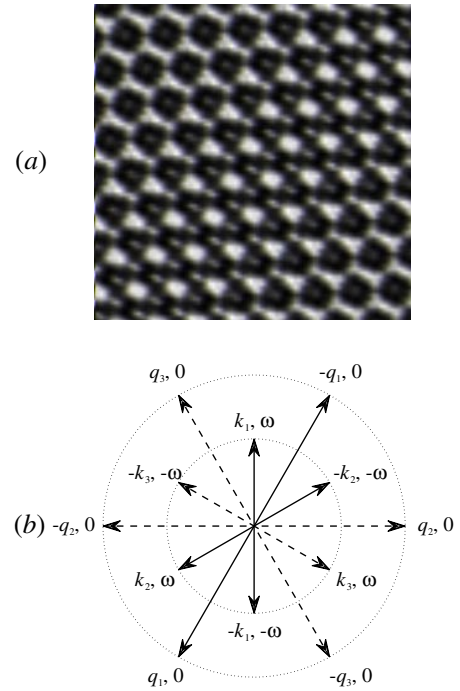 (a)
q₃, 0
-q₁, 0
k₁, ω
-k₃, -ω
-k₂, -ω
(b)
-q₂, 0
q₂, 0
k₂, ω
k₃, ω
-k₁, -ω
q₁, 0
-q₃, 0